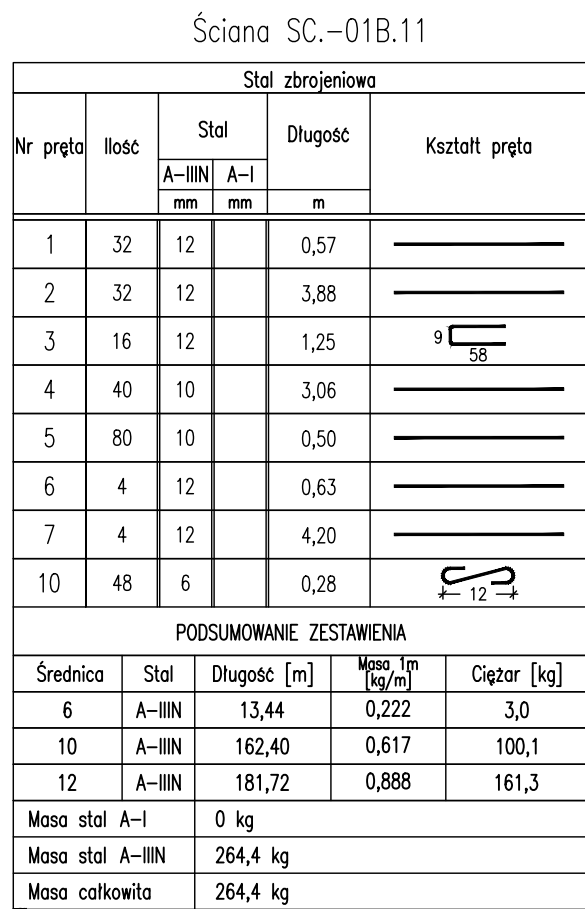 Ściana SC.-01B.11
Stal zbrojeniowa
Nr pręta Ilość Stal Długość Kształt pręta
A-IIIN A-I
mm mm m
1 32 12 0,57
2 32 12 3,88
3 16 12 1,25 9 58
4 40 10 3,06
5 80 10 0,50
6 4 12 0,63
7 4 12 4,20
10 48 6 0,28 12
PODSUMOWANIE ZESTAWIENIA
Średnica Stal Długość [m] Masa 1m [kg/m] Ciężar [kg]
6 A-IIIN 13,44 0,222 3,0
10 A-IIIN 162,40 0,617 100,1
12 A-IIIN 181,72 0,888 161,3
Masa stal A-I 0 kg
Masa stal A-IIIN 264,4 kg
Masa całkowita 264,4 kg